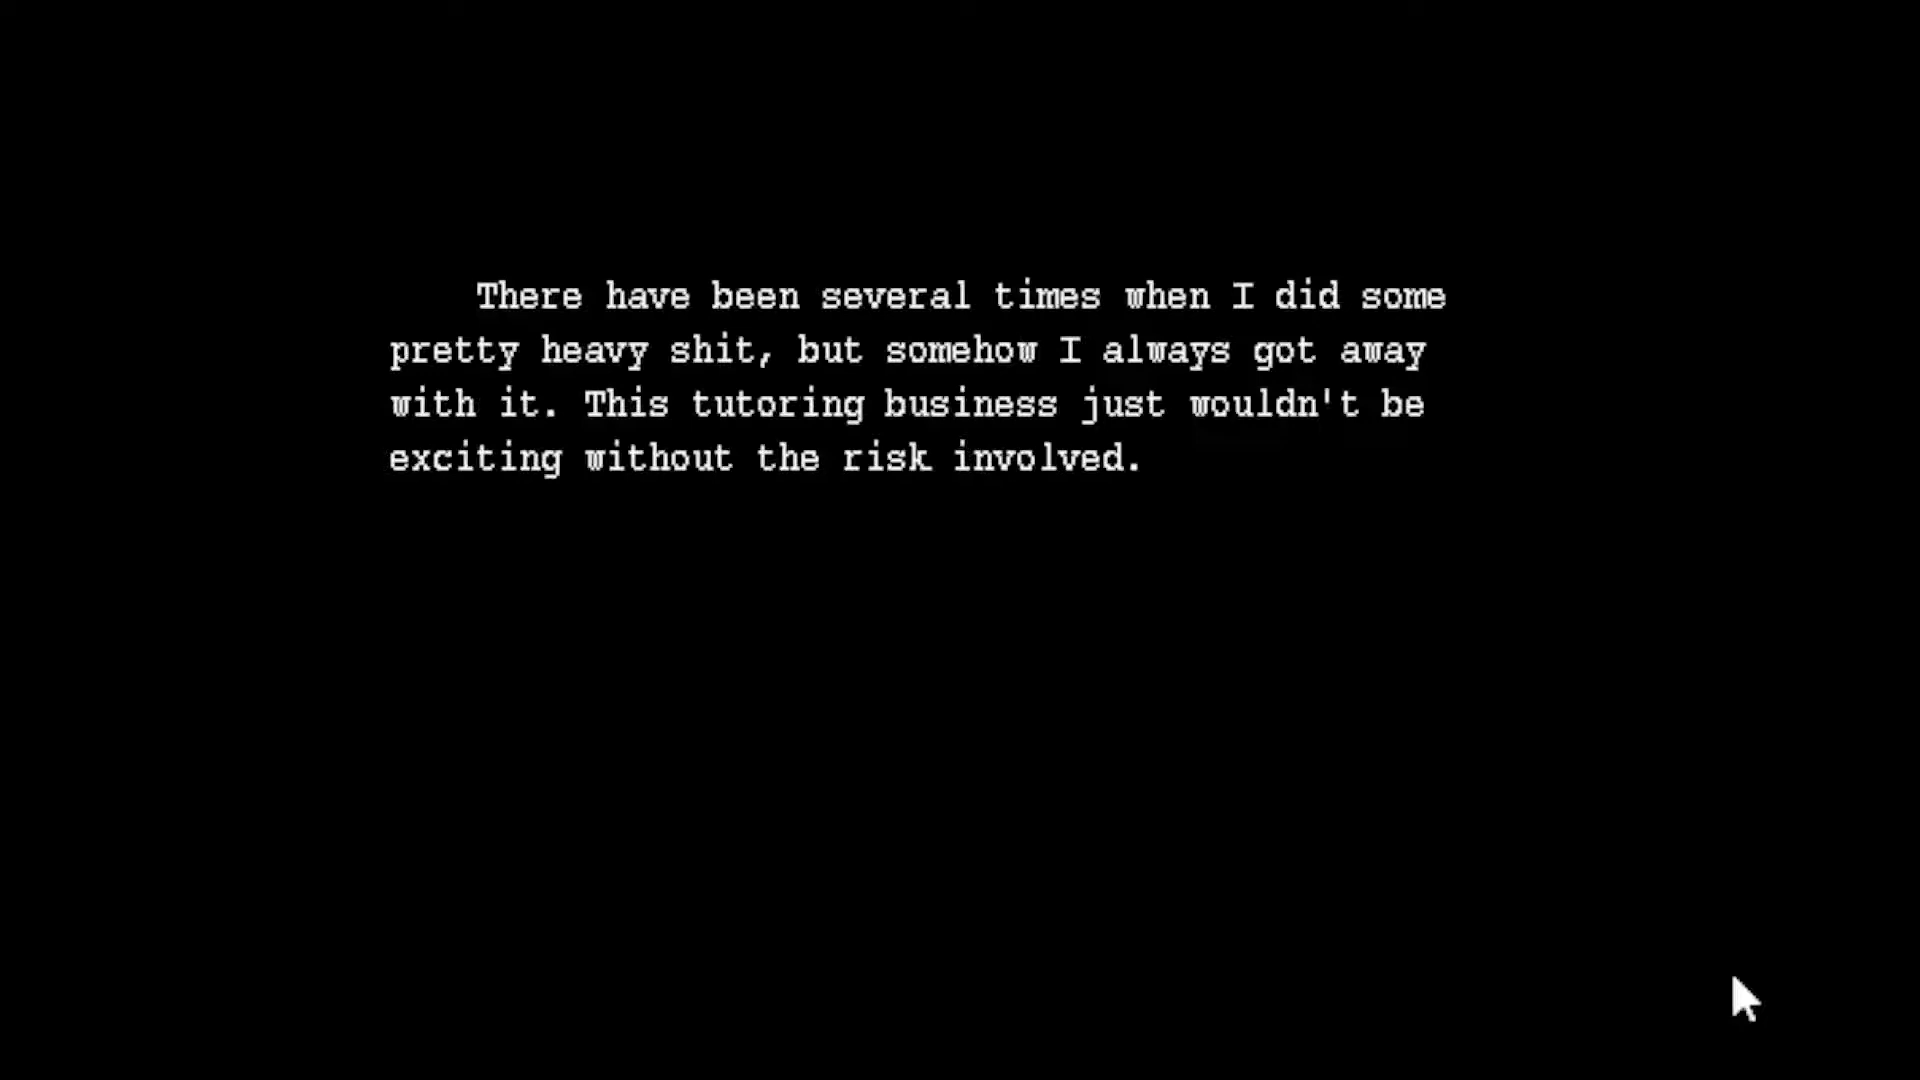 There have been several times when I did some
pretty heavy shit, but somehow I always got away
with it. This tutoring business just wouldn't be
exciting without the risk involved.